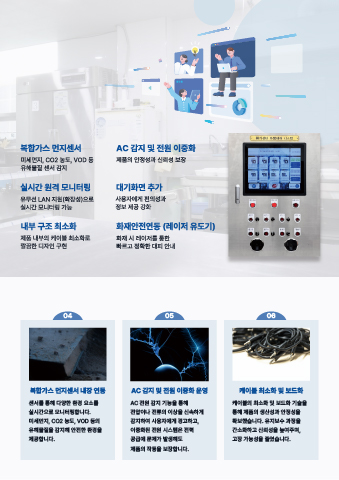 복합가스 먼지센서
미세먼지, CO2 농도, VOD 등
유해물질 센서 감지
AC 감지 및 전원 이중화
제품의 안정성과 신뢰성 보장
실시간 원격 모니터링
유무선 LAN 지원(확장성)으로
실시간 모니터링 가능
대기화면 추가
사용자에게 편의성과
정보 제공 강화
내부 구조 최소화
제품 내부의 케이블 최소화로
깔끔한 디자인 구현
화재안전연동 (레이저 유도기)
화재 시 레이저를 통한
빠르고 정확한 대피 안내
04
복합가스 먼지센서 내장 연동
센서를 통해 다양한 환경 요소를
실시간으로 모니터링합니다.
미세먼지, CO2 농도, VOD 등의
유해물질을 감지해 안전한 환경을
제공합니다.
05
AC 감지 및 전원 이중화 운영
AC 전원 감지 기능을 통해
전압이나 전류의 이상을 신속하게
감지하여 사용자에게 경고하고,
이중화된 전원 시스템은 전력
공급에 문제가 발생해도
제품의 작동을 보장합니다.
06
케이블 최소화 및 보드화
케이블의 최소화 및 보드화 기술을
통해 제품의 생산성과 안정성을
확보했습니다. 유지보수 과정을
간소화하고 신뢰성을 높여주며,
고장 가능성을 줄였습니다.